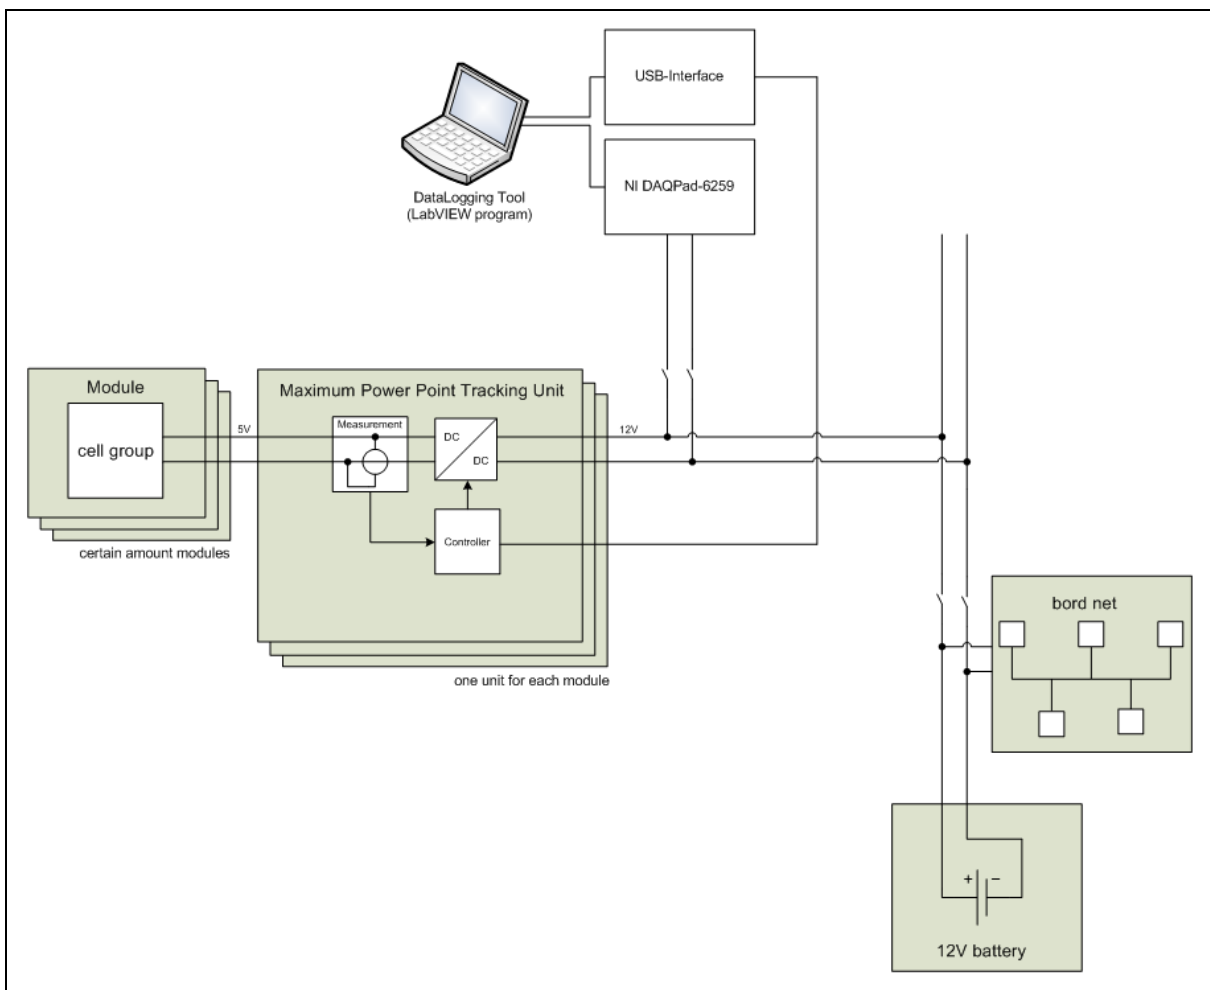 USB-Interface
NI DAQPad-6259
DataLogging Tool
(LabVIEW program)
Module
cell group
certain amount modules
5V
Maximum Power Point Tracking Unit
Measurement
DC
DC
Controller
one unit for each module
12V
bord net
+ −
12V battery